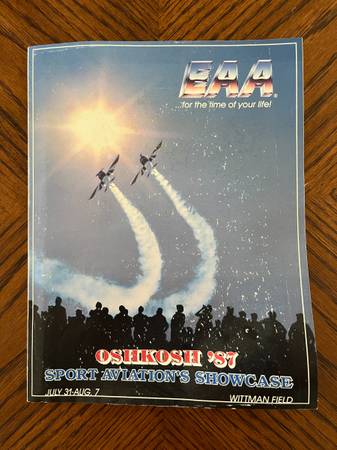 EAA®
...for the time of your life!
OSHKOSH '87
SPORT AVIATION'S SHOWCASE
JULY 31-AUG. 7
WITTMAN FIELD